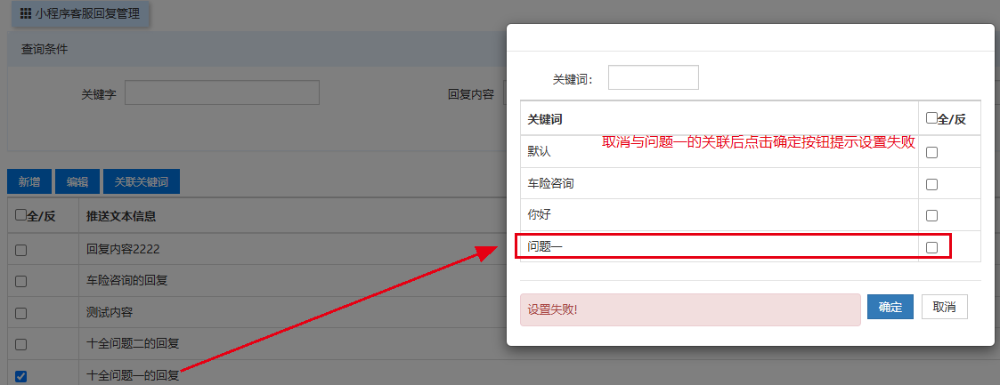 小程序客服回复管理
查询条件
关键字
回复内容
新增
编辑
关联关键词
全/反
推送文本信息
回复内容2222
车险咨询的回复
测试内容
十全问题二的回复
十全问题一的回复
关键词：
关键词
全/反
取消与问题一的关联后点击确定按钮提示设置失败
默认
车险咨询
你好
问题一
设置失败!
确定
取消